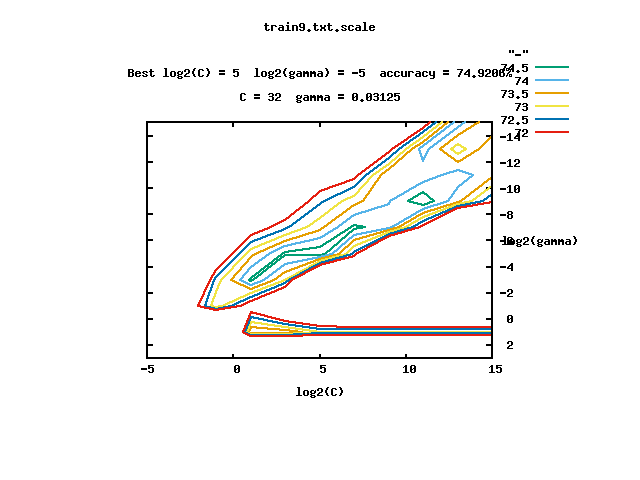 train9.txt.scale
"-"
Best log2(C) = 5  log2(gamma) = -5  accuracy = 74.9206%
74.5
74
C = 32  gamma = 0.03125
73.5
73
72.5
72
-14
-12
-10
-8
-6
log2(gamma)
-4
-2
0
2
-5 0 5 10 15
log2(C)